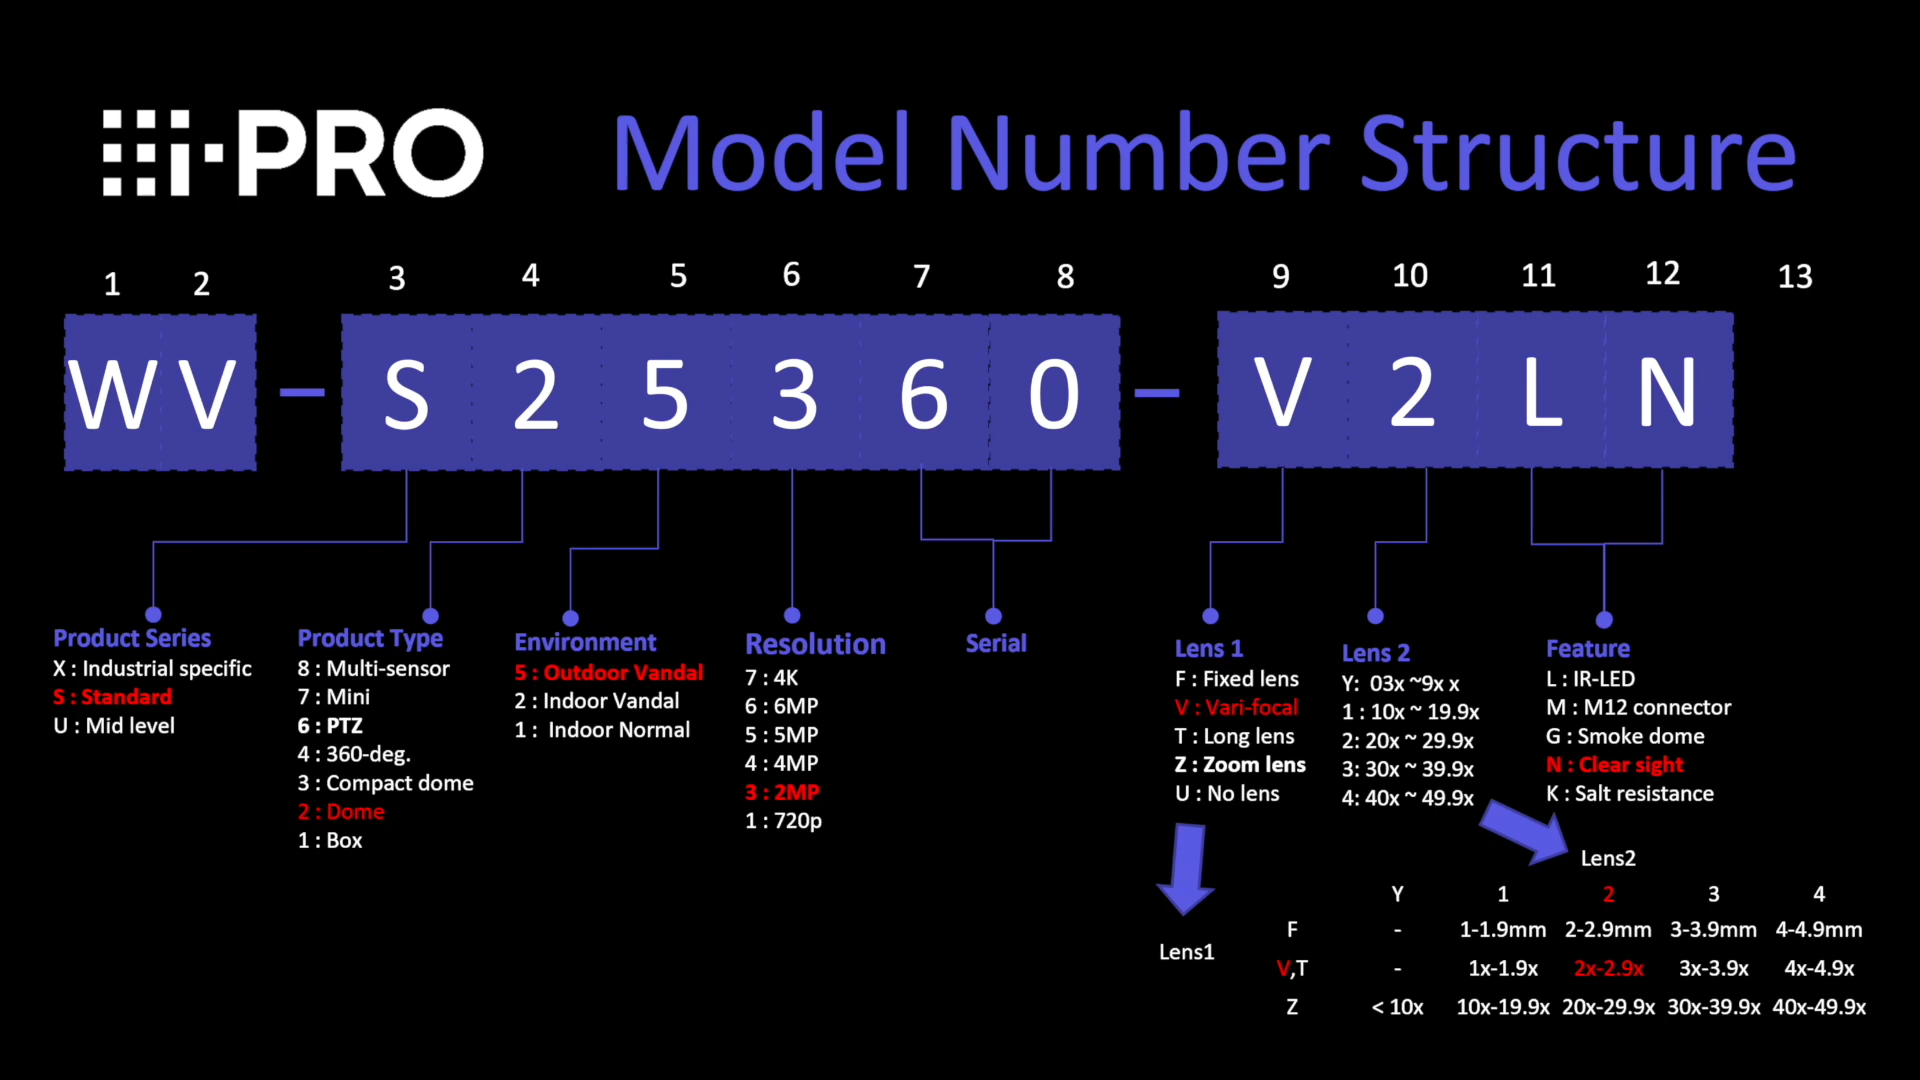 i-PRO Model Number Structure
1 2 3 4 5 6 7 8 9 10 11 12 13
WV - S25360 - V2LN
Product Series
X : Industrial specific
S : Standard
U : Mid level
Product Type
8 : Multi-sensor
7 : Mini
6 : PTZ
4 : 360-deg.
3 : Compact dome
2 : Dome
1 : Box
Environment
5 : Outdoor Vandal
2 : Indoor Vandal
1 : Indoor Normal
Resolution
7 : 4K
6 : 6MP
5 : 5MP
4 : 4MP
3 : 2MP
1 : 720p
Serial
Lens 1
F : Fixed lens
V : Vari-focal
T : Long lens
Z : Zoom lens
U : No lens
Lens 2
Y: 03x ~9x x
1 : 10x ~ 19.9x
2: 20x ~ 29.9x
3: 30x ~ 39.9x
4: 40x ~ 49.9x
Feature
L : IR-LED
M : M12 connector
G : Smoke dome
N : Clear sight
K : Salt resistance
Lens2
Lens1
Y 1 2 3 4
F - 1-1.9mm 2-2.9mm 3-3.9mm 4-4.9mm
V,T - 1x-1.9x 2x-2.9x 3x-3.9x 4x-4.9x
Z < 10x 10x-19.9x 20x-29.9x 30x-39.9x 40x-49.9x